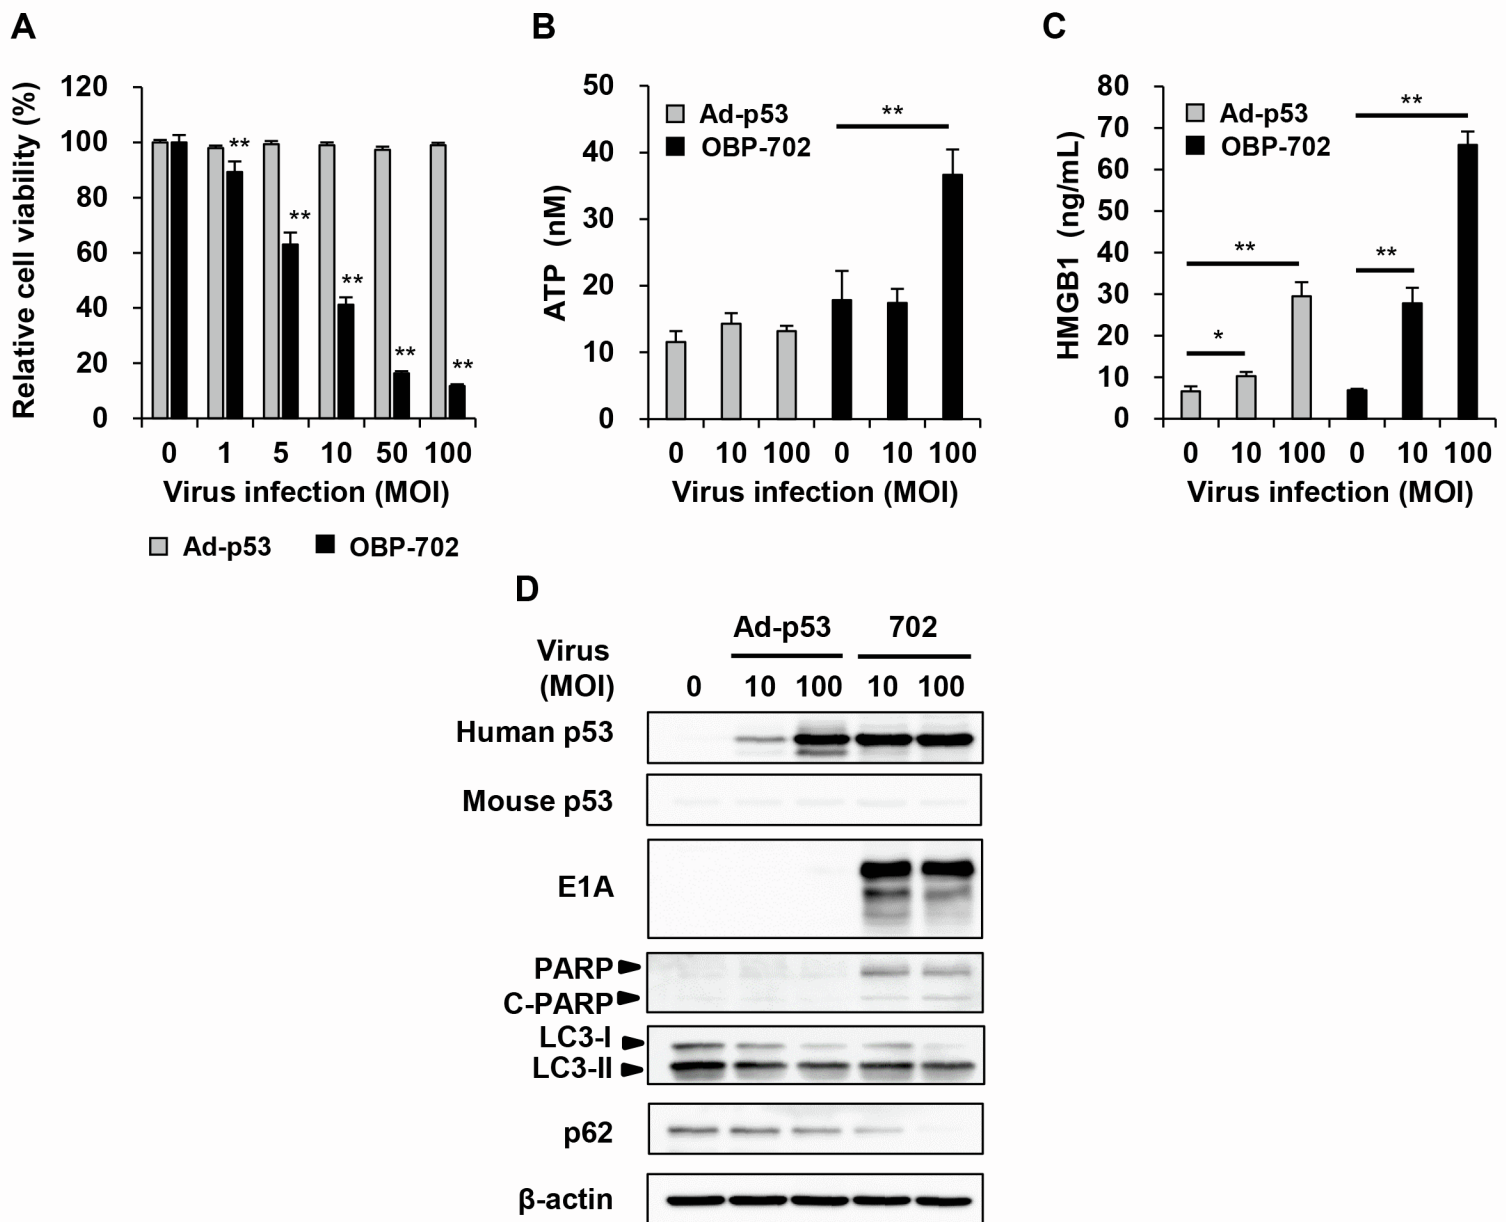 A
Relative cell viability (%)
120
100
80
60
40
20
0
**
**
**
**
**
0 1 5 10 50 100
Virus infection (MOI)
Ad-p53 OBP-702
B
ATP (nM)
50
40
30
20
10
0
Ad-p53
OBP-702
**
0 10 100 0 10 100
Virus infection (MOI)
C
HMGB1 (ng/mL)
80
70
60
50
40
30
20
10
0
Ad-p53
OBP-702
**
**
**
*
0 10 100 0 10 100
Virus infection (MOI)
D
Ad-p53 702
Virus
(MOI) 0 10 100 10 100
Human p53
Mouse p53
E1A
PARP
C-PARP
LC3-I
LC3-II
p62
β-actin